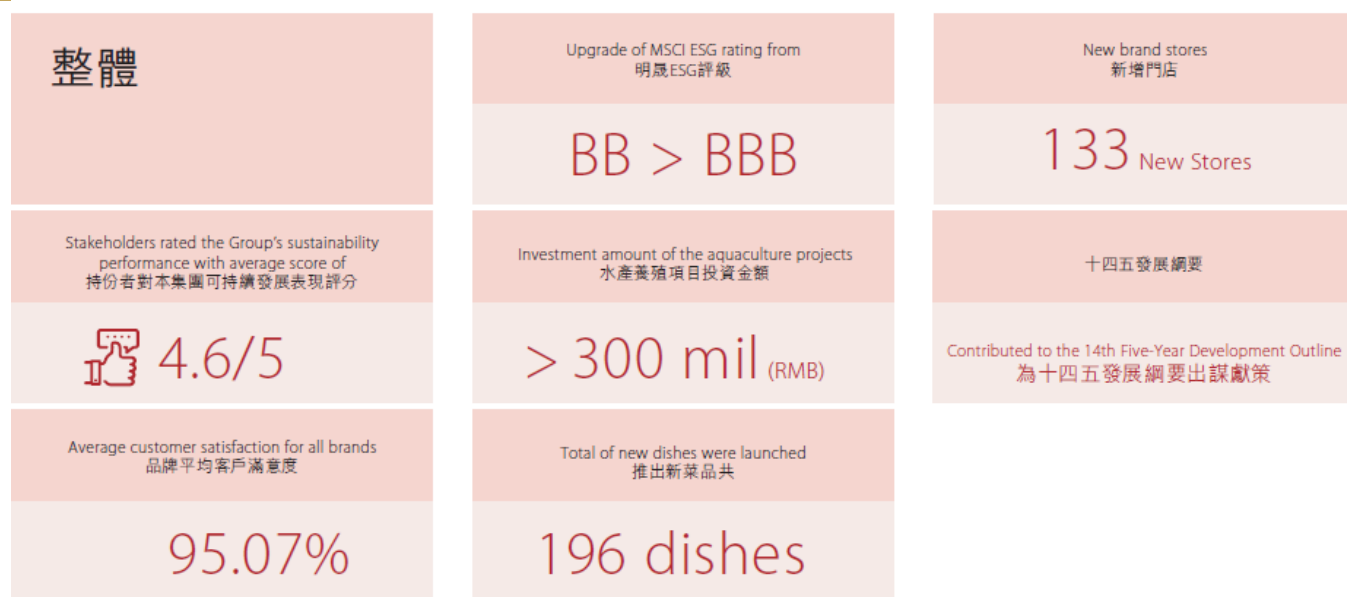 整體
Upgrade of MSCI ESG rating from
明晟ESG評級
BB > BBB
New brand stores
新增門店
133 New Stores
Stakeholders rated the Group's sustainability
performance with average score of
持份者對本集團可持續發展表現評分
4.6/5
Investment amount of the aquaculture projects
水產養殖項目投資金額
> 300 mil (RMB)
十四五發展綱要
Contributed to the 14th Five-Year Development Outline
為十四五發展綱要出謀獻策
Average customer satisfaction for all brands
品牌平均客戶滿意度
95.07%
Total of new dishes were launched
推出新菜品共
196 dishes